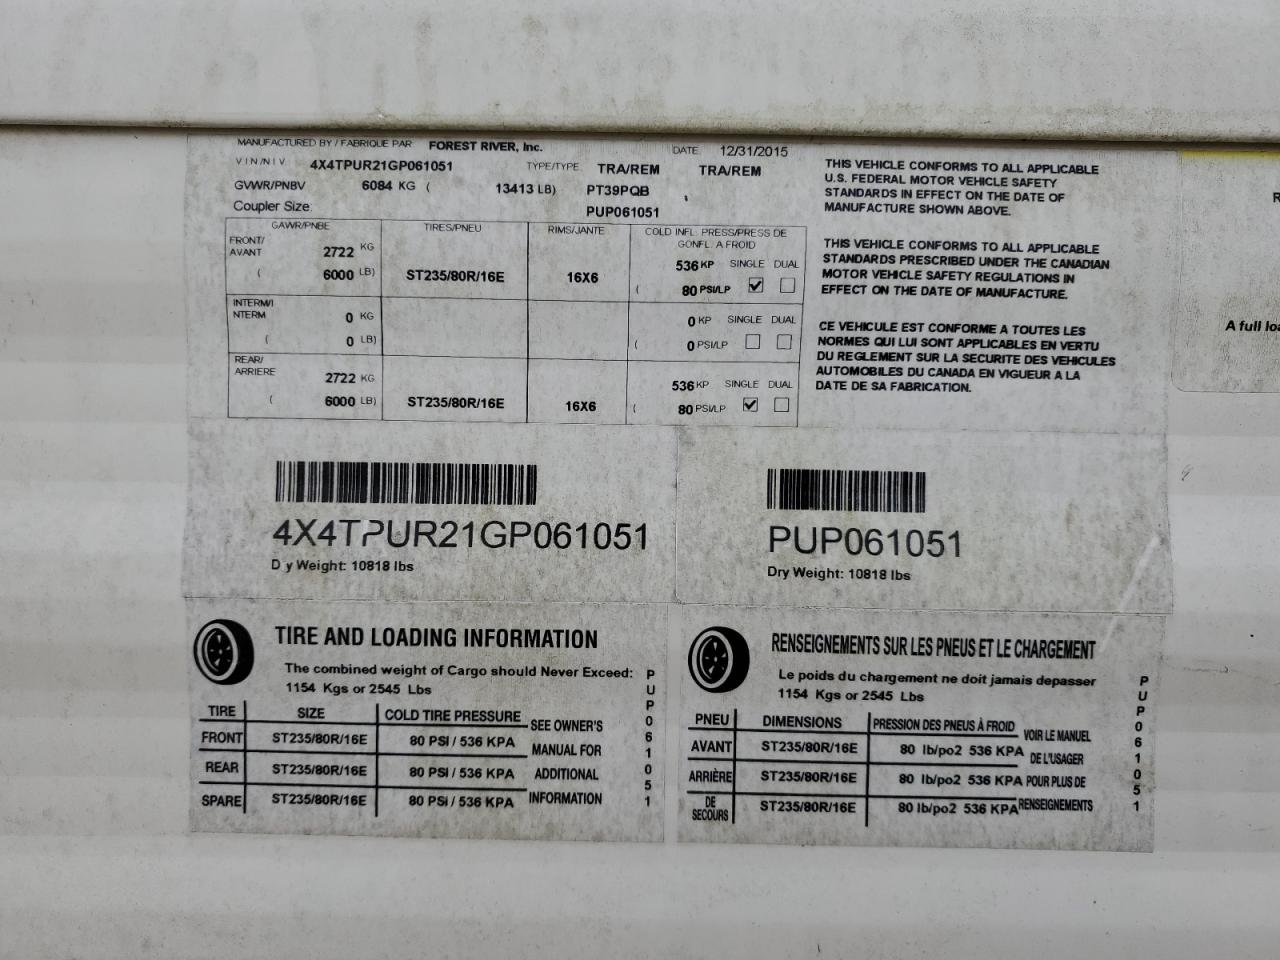 MANUFACTURED BY / FABRIQUE PAR FOREST RIVER, Inc. DATE 12/31/2015
VIN/NIV 4X4TPUR21GP061051 TYPE/TYPE TRA/REM TRA/REM
GVWR/PNBV 6084 KG ( 13413 LB) PT39PQB
Coupler Size: PUP061051
GAWR/PNBE TIRES/PNEU RIMS/JANTE COLD INFL. PRESS/PRESS DE GONFL. A FROID
FRONT/ AVANT 2722 KG 536 KP SINGLE DUAL
( 6000 LB) ST235/80R/16E 16X6 ( 80 PSI/LP
INTERM/I NTERM 0 KG 0 KP SINGLE DUAL
( 0 LB) ( 0 PSI/LP
REAR/ ARRIERE 2722 KG 536 KP SINGLE DUAL
( 6000 LB) ST235/80R/16E 16X6 ( 80 PSI/LP
THIS VEHICLE CONFORMS TO ALL APPLICABLE
U.S. FEDERAL MOTOR VEHICLE SAFETY
STANDARDS IN EFFECT ON THE DATE OF
MANUFACTURE SHOWN ABOVE.
THIS VEHICLE CONFORMS TO ALL APPLICABLE
STANDARDS PRESCRIBED UNDER THE CANADIAN
MOTOR VEHICLE SAFETY REGULATIONS IN
EFFECT ON THE DATE OF MANUFACTURE.
CE VEHICULE EST CONFORME A TOUTES LES
NORMES QUI LUI SONT APPLICABLES EN VERTU
DU REGLEMENT SUR LA SECURITE DES VEHICULES
AUTOMOBILES DU CANADA EN VIGUEUR A LA
DATE DE SA FABRICATION.
R
A full loa
4X4TPUR21GP061051
Dry Weight: 10818 lbs
PUP061051
Dry Weight: 10818 lbs
TIRE AND LOADING INFORMATION
The combined weight of Cargo should Never Exceed:
1154 Kgs or 2545 Lbs
TIRE SIZE COLD TIRE PRESSURE
FRONT ST235/80R/16E 80 PSI / 536 KPA
REAR ST235/80R/16E 80 PSI / 536 KPA
SPARE ST235/80R/16E 80 PSI / 536 KPA
SEE OWNER'S
MANUAL FOR
ADDITIONAL
INFORMATION
PUP061051
RENSEIGNEMENTS SUR LES PNEUS ET LE CHARGEMENT
Le poids du chargement ne doit jamais depasser
1154 Kgs or 2545 Lbs
PNEU DIMENSIONS PRESSION DES PNEUS À FROID
AVANT ST235/80R/16E 80 lb/po2 536 KPA
ARRIÈRE ST235/80R/16E 80 lb/po2 536 KPA
DE SECOURS ST235/80R/16E 80 lb/po2 536 KPA
VOIR LE MANUEL
DE L'USAGER
POUR PLUS DE
RENSEIGNEMENTS
PUP061051